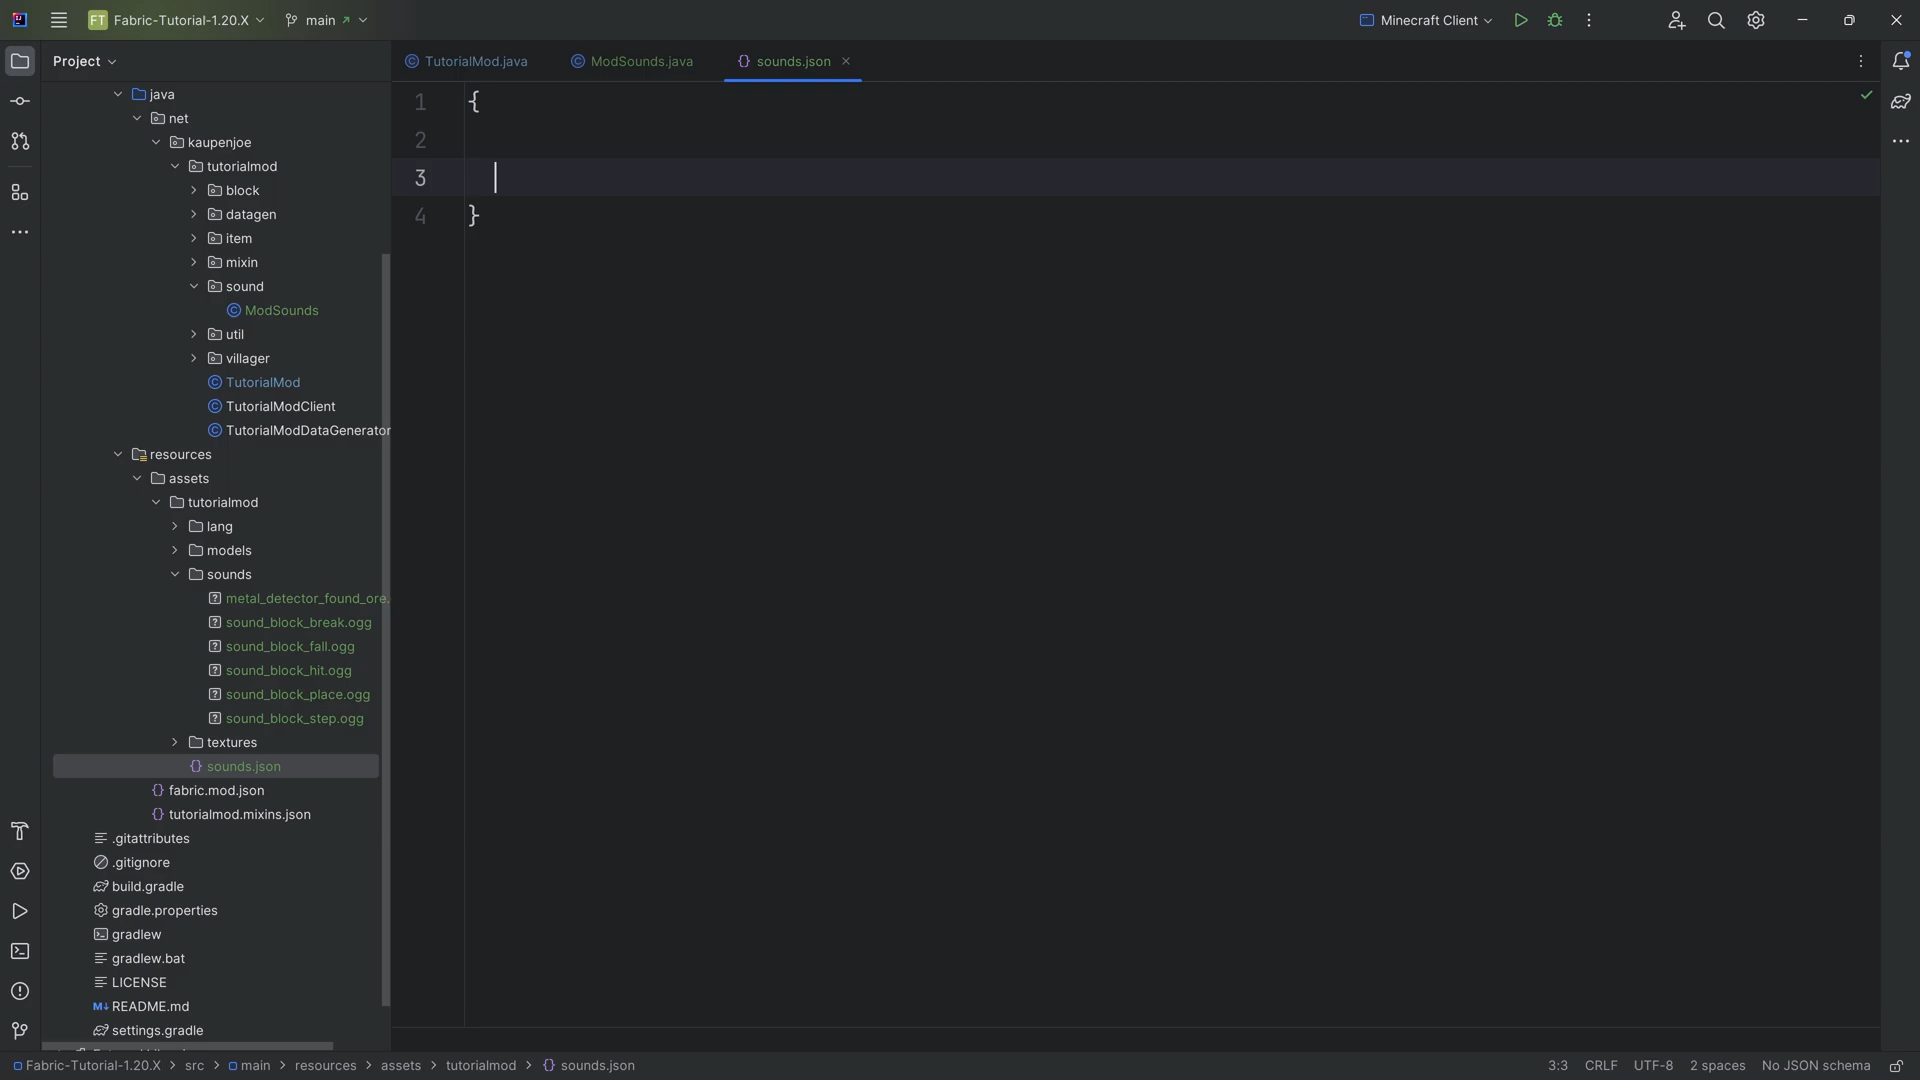 FT Fabric-Tutorial-1.20.X
main
Minecraft Client
Project
TutorialMod.java
ModSounds.java
sounds.json
java
net
kaupenjoe
tutorialmod
block
datagen
item
mixin
sound
ModSounds
util
villager
TutorialMod
TutorialModClient
TutorialModDataGenerator
resources
assets
tutorialmod
lang
models
sounds
metal_detector_found_ore.
sound_block_break.ogg
sound_block_fall.ogg
sound_block_hit.ogg
sound_block_place.ogg
sound_block_step.ogg
textures
sounds.json
fabric.mod.json
tutorialmod.mixins.json
.gitattributes
.gitignore
build.gradle
gradle.properties
gradlew
gradlew.bat
LICENSE
README.md
settings.gradle
1 {
2
3
4 }
Fabric-Tutorial-1.20.X > src > main > resources > assets > tutorialmod > sounds.json
3:3 CRLF UTF-8 2 spaces No JSON schema